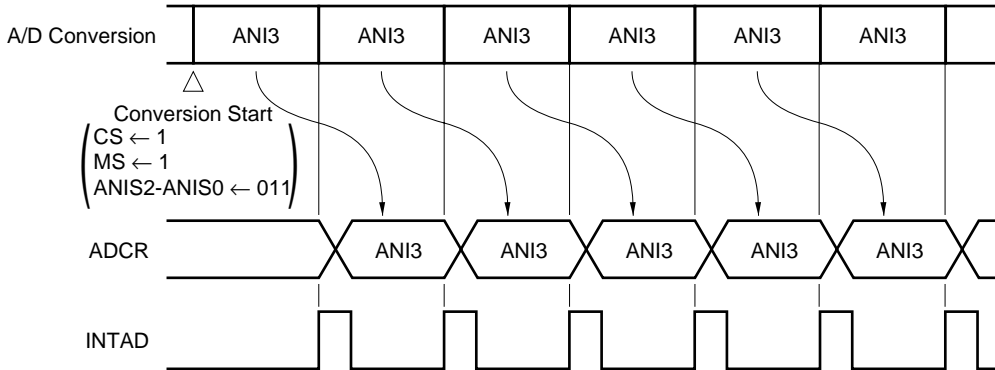 A/D Conversion ANI3 ANI3 ANI3 ANI3 ANI3 ANI3
Conversion Start
CS ← 1
MS ← 1
ANIS2-ANIS0 ← 011
ADCR ANI3 ANI3 ANI3 ANI3 ANI3
INTAD